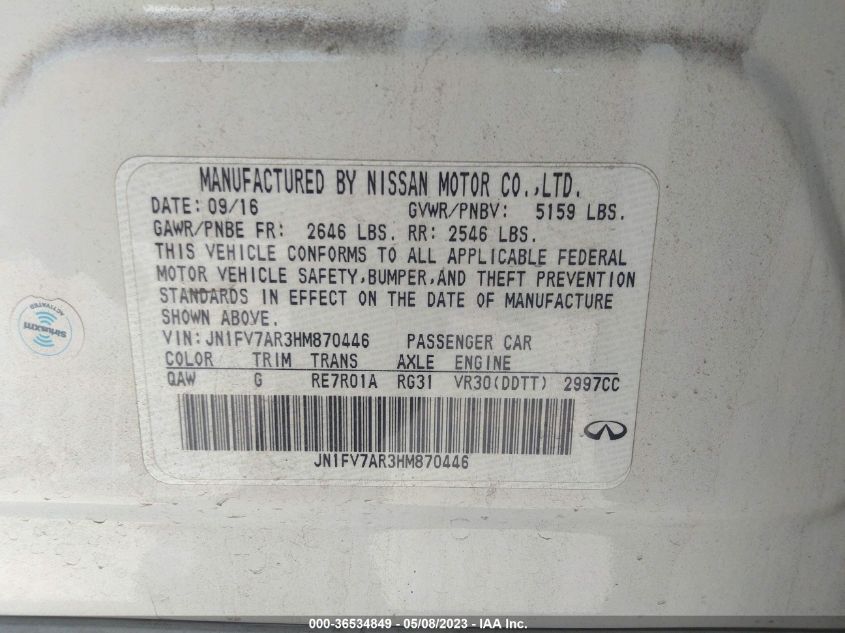 MANUFACTURED BY NISSAN MOTOR CO.,LTD.
DATE: 09/16 GVWR/PNBV: 5159 LBS.
GAWR/PNBE FR: 2646 LBS. RR: 2546 LBS.
THIS VEHICLE CONFORMS TO ALL APPLICABLE FEDERAL
MOTOR VEHICLE SAFETY,BUMPER,AND THEFT PREVENTION
STANDARDS IN EFFECT ON THE DATE OF MANUFACTURE
SHOWN ABOVE.
VIN: JN1FV7AR3HM870446 PASSENGER CAR
COLOR TRIM TRANS AXLE ENGINE
QAW G RE7R01A RG31 VR30(DDTT) 2997CC
JN1FV7AR3HM870446
siriusxm
ACTIVATED
000-36534849 - 05/08/2023 - IAA Inc.